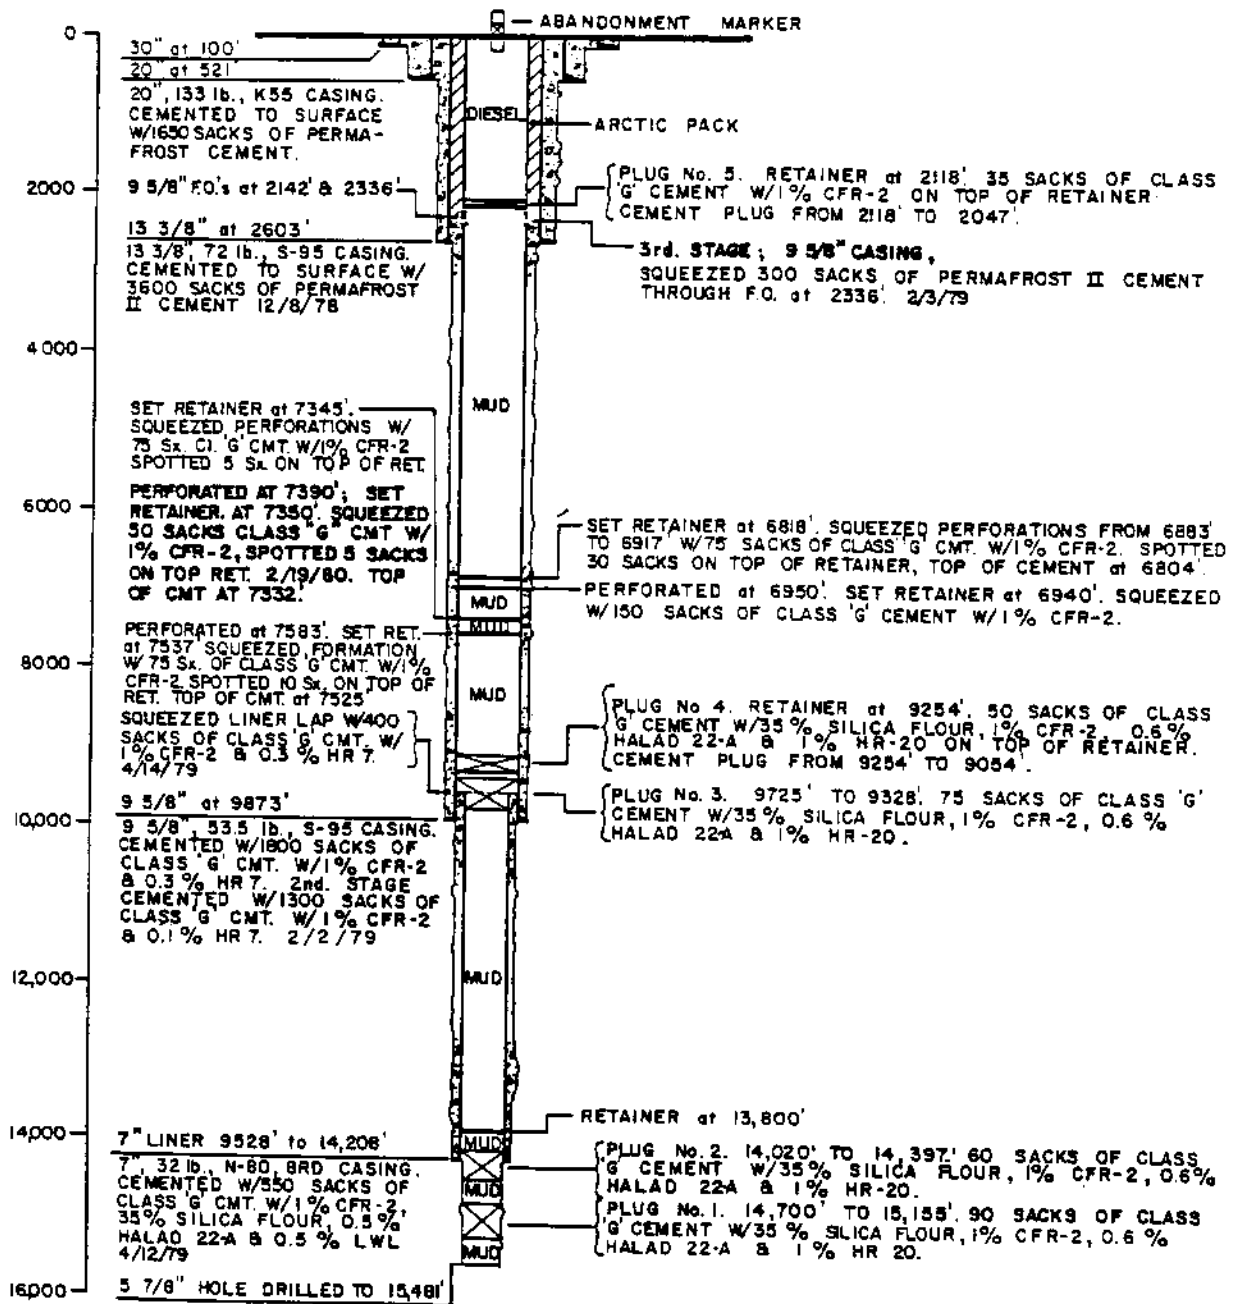 ABANDONMENT MARKER
0
30" at 100'
20" at 521'
20", 133 lb., K55 CASING.
CEMENTED TO SURFACE
W/1650 SACKS OF PERMA-
FROST CEMENT.
DIESEL
ARCTIC PACK
2000
9 5/8" F.O.'s at 2142' & 2336'
PLUG No. 5. RETAINER at 2118'. 35 SACKS OF CLASS
'G' CEMENT W/1% CFR-2 ON TOP OF RETAINER
CEMENT PLUG FROM 2118' TO 2047'.
13 3/8" at 2603'
13 3/8", 72 lb., S-95 CASING.
CEMENTED TO SURFACE W/
3600 SACKS OF PERMAFROST
II CEMENT 12/8/78
3rd. STAGE; 9 5/8" CASING,
SQUEEZED 300 SACKS OF PERMAFROST II CEMENT
THROUGH F.O. at 2336'. 2/3/79
4000
MUD
SET RETAINER at 7345'.
SQUEEZED PERFORATIONS W/
75 Sx. Cl. 'G' CMT. W/1% CFR-2
SPOTTED 5 Sx. ON TOP OF RET.
PERFORATED AT 7390'; SET
RETAINER. AT 7350'. SQUEEZED
50 SACKS CLASS "G" CMT W/
1% CFR-2, SPOTTED 5 SACKS
ON TOP RET. 2/19/80. TOP
OF CMT AT 7332'.
6000
SET RETAINER at 6818'. SQUEEZED PERFORATIONS FROM 6883'
TO 6917' W/75 SACKS OF CLASS 'G' CMT. W/1% CFR-2. SPOTTED
30 SACKS ON TOP OF RETAINER, TOP OF CEMENT at 6804'.
PERFORATED at 6950'. SET RETAINER at 6940'. SQUEEZED
W/150 SACKS OF CLASS 'G' CEMENT W/1% CFR-2.
MUD
MUD
PERFORATED at 7583'. SET RET.
at 7537' SQUEEZED FORMATION
W/75 Sx. OF CLASS 'G' CMT. W/1%
CFR-2 SPOTTED 10 Sx. ON TOP OF
RET. TOP OF CMT. at 7525'
8000
MUD
SQUEEZED LINER LAP W/400
SACKS OF CLASS 'G' CMT. W/
1% CFR-2 & 0.3% HR 7.
4/14/79
PLUG No 4. RETAINER at 9254'. 50 SACKS OF CLASS
'G' CEMENT W/35% SILICA FLOUR, 1% CFR-2, 0.6%
HALAD 22-A & 1% HR-20 ON TOP OF RETAINER.
CEMENT PLUG FROM 9254' TO 9054'.
9 5/8" at 9873'
PLUG No. 3. 9725' TO 9328'. 75 SACKS OF CLASS 'G'
CEMENT W/35% SILICA FLOUR, 1% CFR-2, 0.6%
HALAD 22-A & 1% HR-20.
10,000
9 5/8", 53.5 lb., S-95 CASING.
CEMENTED W/1800 SACKS OF
CLASS 'G' CMT. W/1% CFR-2
& 0.3% HR 7. 2nd. STAGE
CEMENTED W/1300 SACKS OF
CLASS 'G' CMT. W/1% CFR-2
& 0.1% HR 7. 2/2/79
12,000
MUD
RETAINER at 13,800'
14,000
7" LINER 9528' to 14,206'
MUD
7", 32 lb., N-80, 8RD CASING.
CEMENTED W/550 SACKS OF
CLASS 'G' CMT. W/1% CFR-2,
35% SILICA FLOUR, 0.5%
HALAD 22-A & 0.5% LWL
4/12/79
PLUG No. 2. 14,020' TO 14,397'. 60 SACKS OF CLASS
'G' CEMENT W/35% SILICA FLOUR, 1% CFR-2, 0.6%
HALAD 22-A & 1% HR-20.
MUD
PLUG No. 1. 14,700' TO 15,155'. 90 SACKS OF CLASS
'G' CEMENT W/35% SILICA FLOUR, 1% CFR-2, 0.6%
HALAD 22-A & 1% HR 20.
MUD
16,000
5 7/8" HOLE DRILLED TO 15,481'